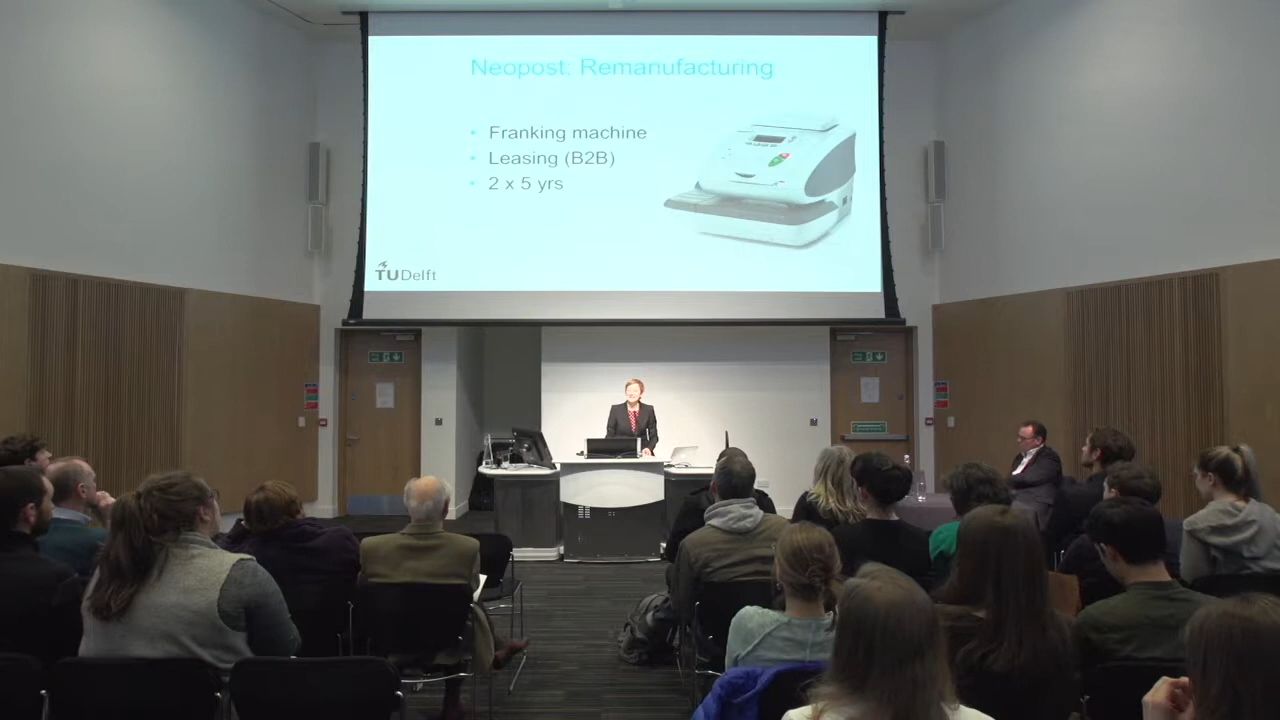 Neopost: Remanufacturing
• Franking machine
• Leasing (B2B)
• 2 x 5 yrs
TUDelft